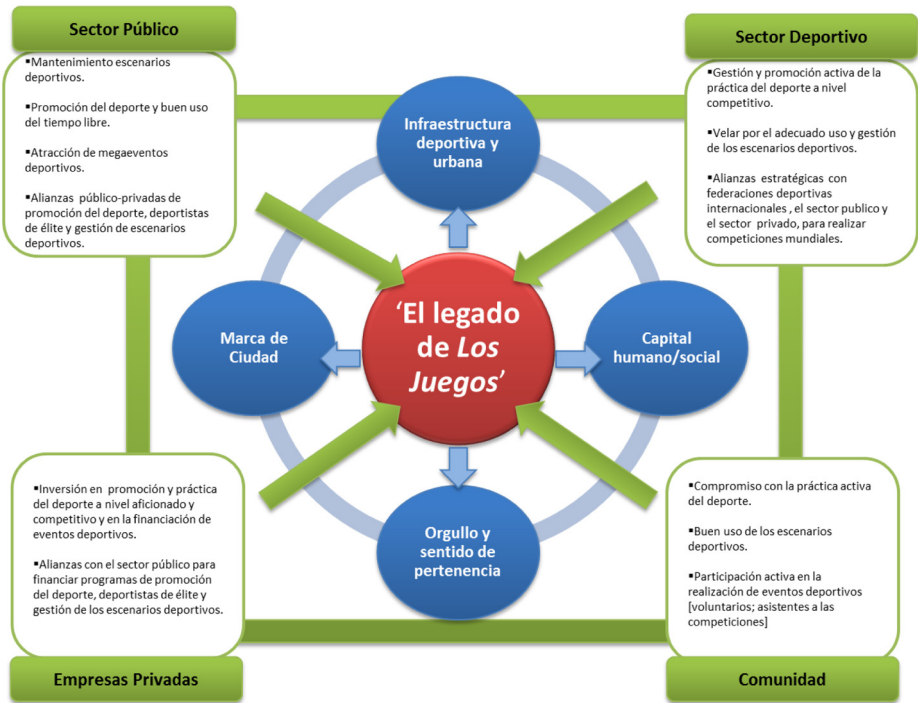 Sector Público
▪Mantenimiento escenarios
deportivos.
▪Promoción del deporte y buen uso
del tiempo libre.
▪Atracción de megaeventos
deportivos.
▪Alianzas público-privadas de
promoción del deporte, deportistas
de élite y gestión de escenarios
deportivos.
Sector Deportivo
▪Gestión y promoción activa de la
práctica del deporte a nivel
competitivo.
▪Velar por el adecuado uso y gestión
de los escenarios deportivos.
▪Alianzas estratégicas con
federaciones deportivas
internacionales , el sector publico y
el sector privado, para realizar
competiciones mundiales.
Infraestructura
deportiva y
urbana
Marca de
Ciudad
‘El legado
de Los
Juegos’
Capital
humano/social
Orgullo y
sentido de
pertenencia
▪Inversión en promoción y práctica
del deporte a nivel aficionado y
competitivo y en la financiación de
eventos deportivos.
▪Alianzas con el sector público para
financiar programas de promoción
del deporte, deportistas de élite y
gestión de los escenarios deportivos.
Empresas Privadas
▪Compromiso con la práctica activa
del deporte.
▪Buen uso de los escenarios
deportivos.
▪Participación activa en la
realización de eventos deportivos
[voluntarios; asistentes a las
competiciones]
Comunidad